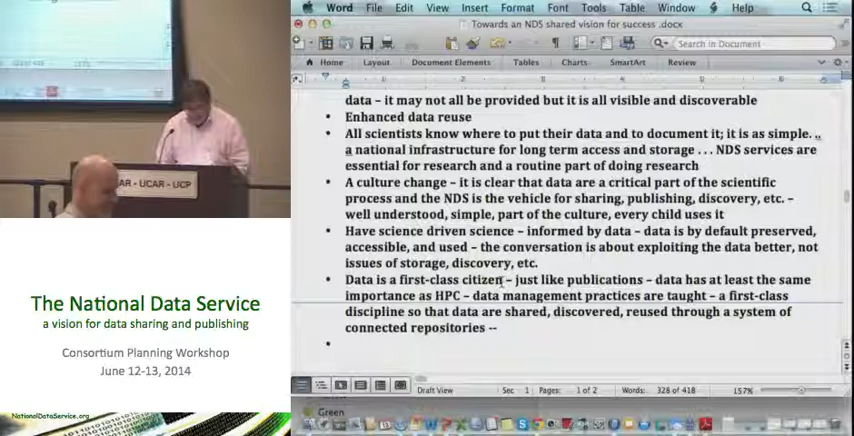 AR - UCAR - UCP
The National Data Service
a vision for data sharing and publishing
Consortium Planning Workshop
June 12-13, 2014
NationalDataService.org
Word File Edit View Insert Format Font Tools Table Window Help
Towards an NDS shared vision for success .docx
Search in Document
Home Layout Document Elements Tables Charts SmartArt Review
data – it may not all be provided but it is all visible and discoverable
• Enhanced data reuse
• All scientists know where to put their data and to document it; it is as simple. ..
a national infrastructure for long term access and storage . . . NDS services are
essential for research and a routine part of doing research
• A culture change – it is clear that data are a critical part of the scientific
process and the NDS is the vehicle for sharing, publishing, discovery, etc. –
well understood, simple, part of the culture, every child uses it
• Have science driven science – informed by data – data is by default preserved,
accessible, and used – the conversation is about exploiting the data better, not
issues of storage, discovery, etc.
• Data is a first-class citizen – just like publications – data has at least the same
importance as HPC – data management practices are taught – a first-class
discipline so that data are shared, discovered, reused through a system of
connected repositories --
•
Draft View Sec 1 Pages: 1 of 2 Words: 328 of 418 157%
Green